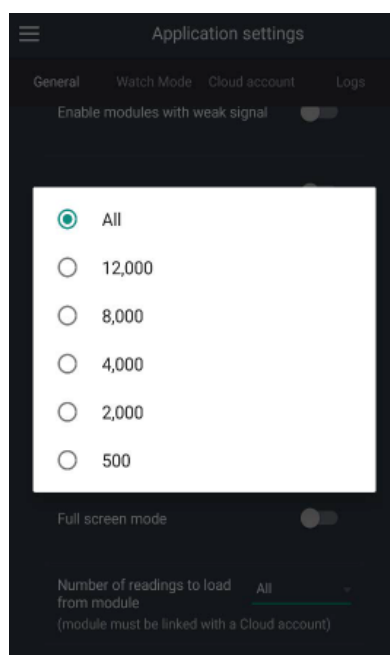 Application settings
General Watch Mode Cloud account Logs
Enable modules with weak signal
All
12,000
8,000
4,000
2,000
500
Full screen mode
Number of readings to load All
from module
(module must be linked with a Cloud account)